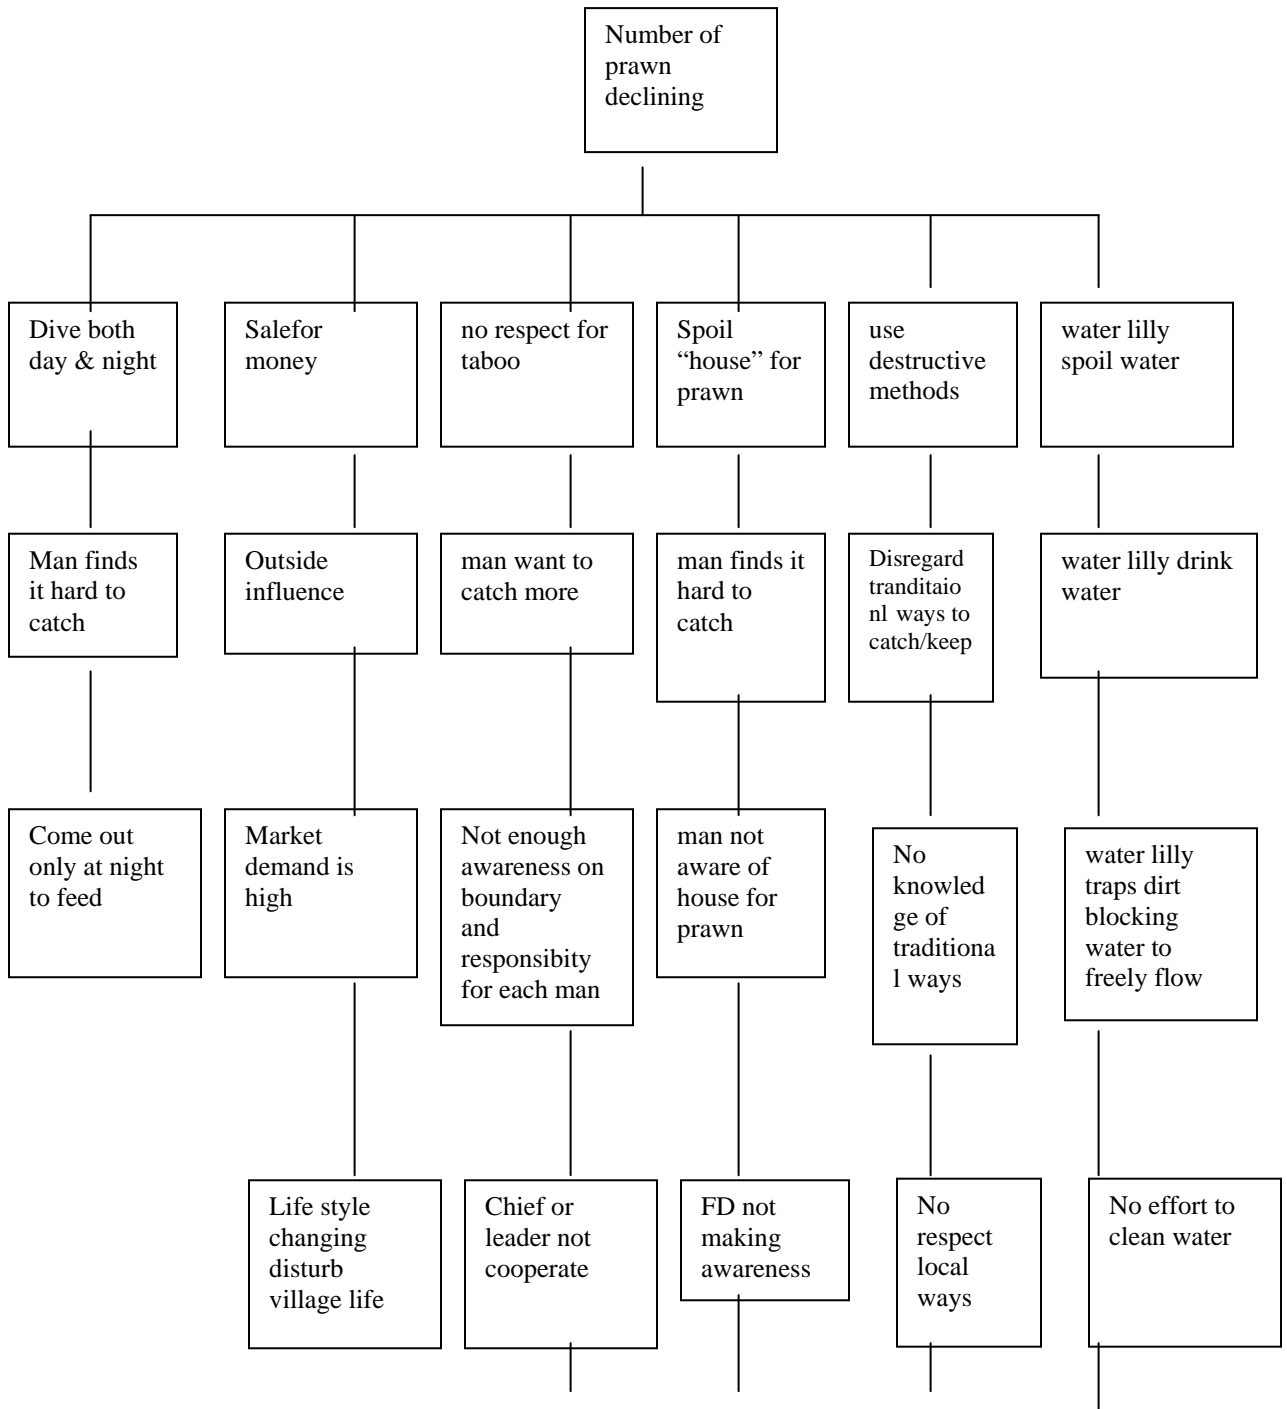 Number of
prawn
declining
Dive both
day & night
Salefor
money
no respect for
taboo
Spoil
“house” for
prawn
use
destructive
methods
water lilly
spoil water
Man finds
it hard to
catch
Outside
influence
man want to
catch more
man finds it
hard to
catch
Disregard
tranditaio
nl ways to
catch/keep
water lilly drink
water
Come out
only at night
to feed
Market
demand is
high
Not enough
awareness on
boundary
and
responsibity
for each man
man not
aware of
house for
prawn
No
knowled
ge of
traditiona
l ways
water lilly
traps dirt
blocking
water to
freely flow
Life style
changing
disturb
village life
Chief or
leader not
cooperate
FD not
making
awareness
No
respect
local
ways
No effort to
clean water